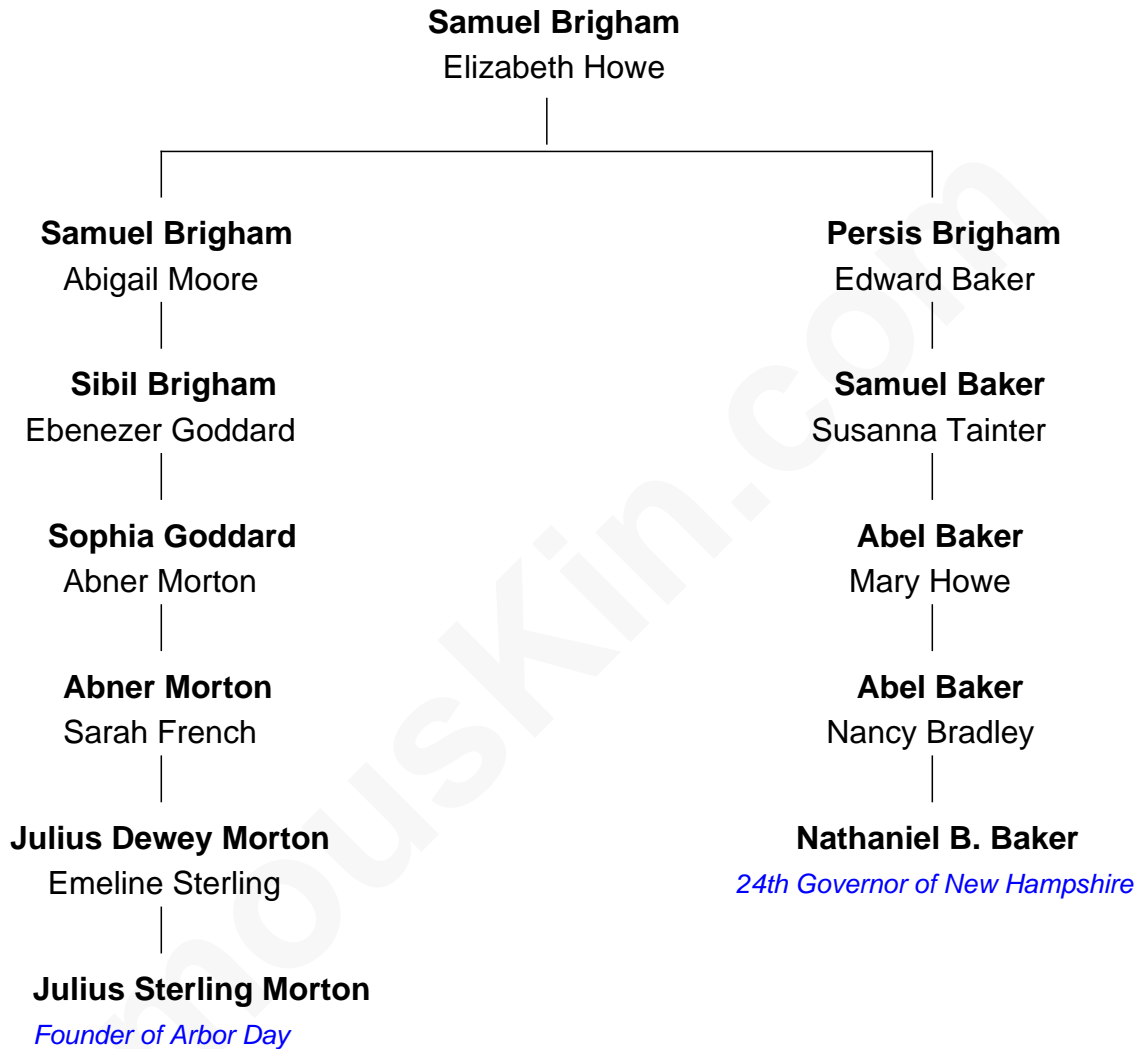 Samuel Brigham
Elizabeth Howe
Samuel Brigham
Abigail Moore
Persis Brigham
Edward Baker
Sibil Brigham
Ebenezer Goddard
Samuel Baker
Susanna Tainter
Sophia Goddard
Abner Morton
Abel Baker
Mary Howe
Abner Morton
Sarah French
Abel Baker
Nancy Bradley
Julius Dewey Morton
Emeline Sterling
Nathaniel B. Baker
24th Governor of New Hampshire
Julius Sterling Morton
Founder of Arbor Day
mousKin.com